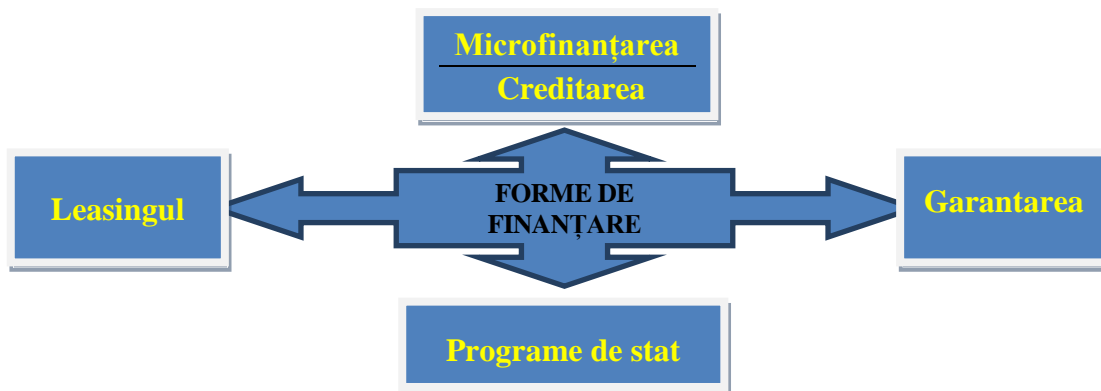 Microfinanțarea
Creditarea
Leasingul
FORME DE
FINANȚARE
Garantarea
Programe de stat